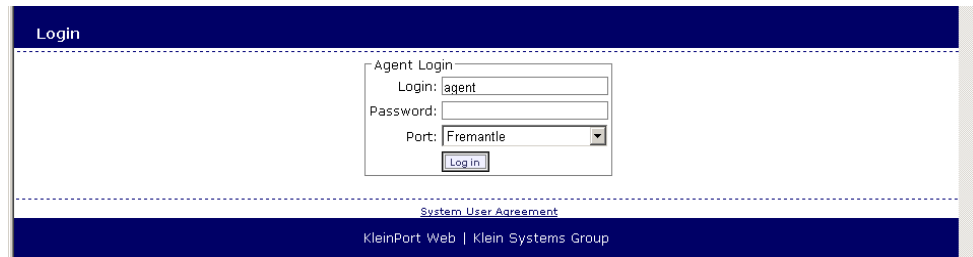 Login
Agent Login
Login: agent
Password:
Port: Fremantle
Log in
System User Agreement
KleinPort Web | Klein Systems Group